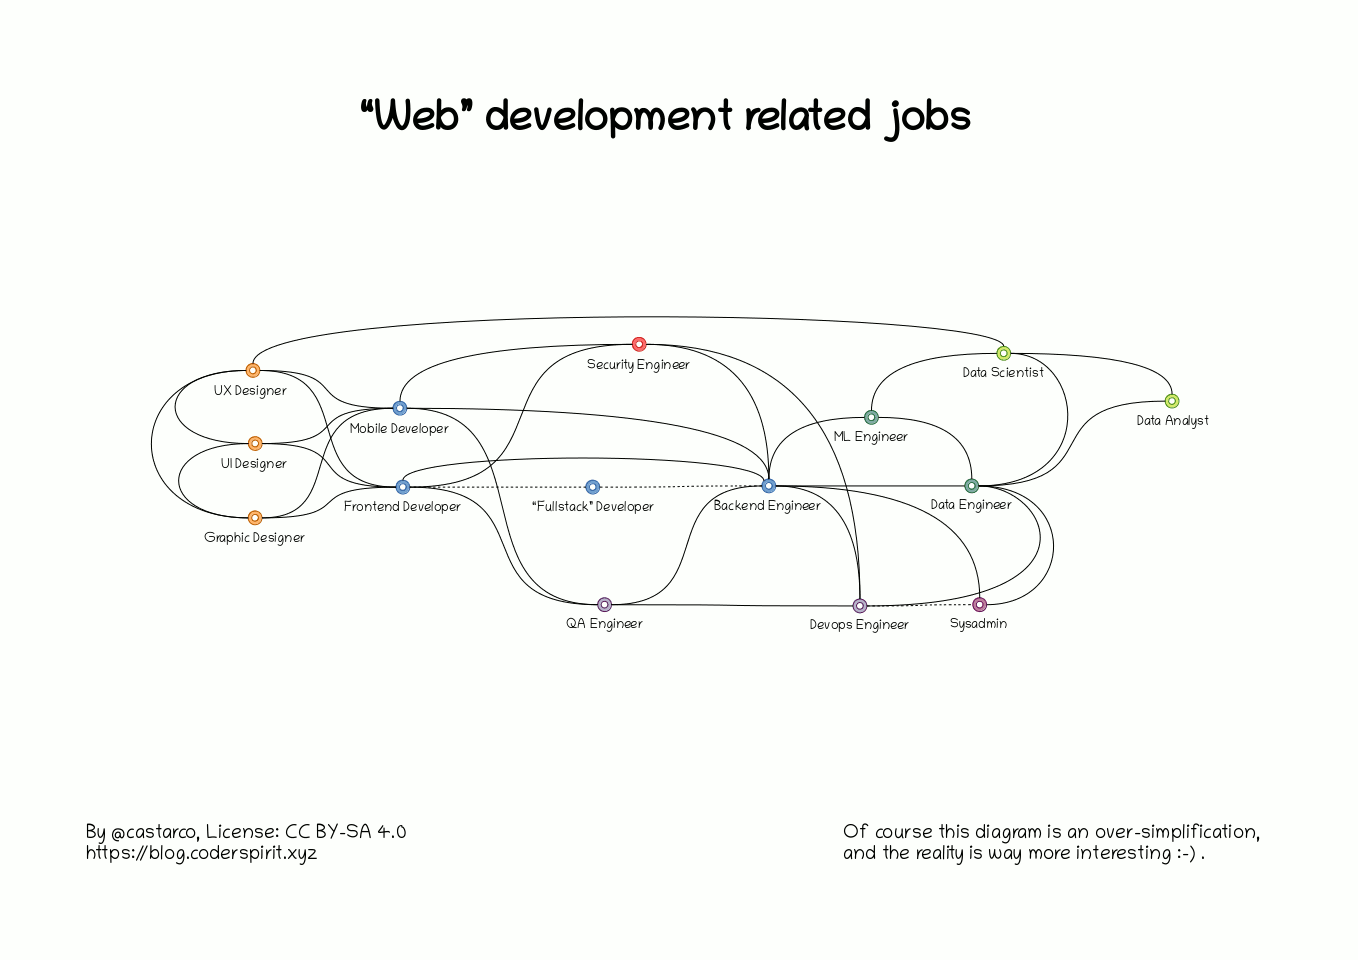 “Web” development related jobs
Security Engineer
Data Scientist
UX Designer
Data Analyst
Mobile Developer
ML Engineer
UI Designer
Frontend Developer
“Fullstack” Developer
Backend Engineer
Data Engineer
Graphic Designer
QA Engineer
Devops Engineer
Sysadmin
By @castarco, License: CC BY-SA 4.0
https://blog.coderspirit.xyz
Of course this diagram is an over-simplification,
and the reality is way more interesting :-) .